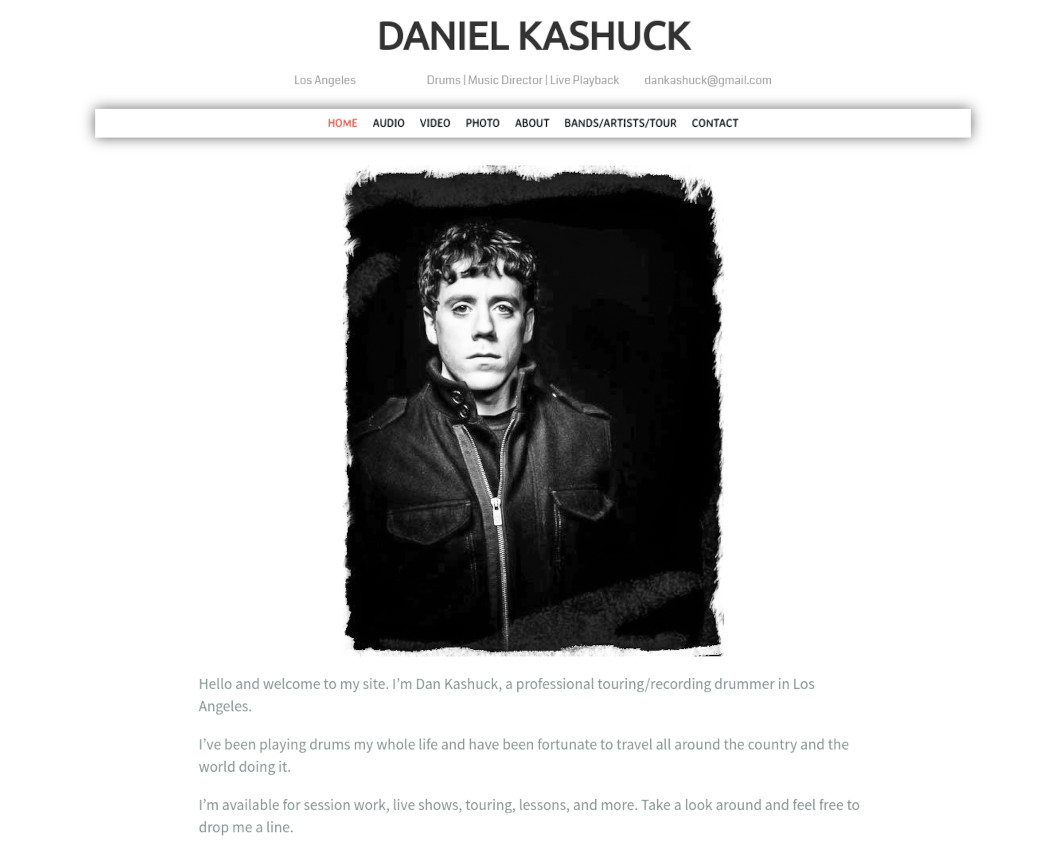 DANIEL KASHUCK
Los Angeles Drums | Music Director | Live Playback dankashuck@gmail.com
HOME AUDIO VIDEO PHOTO ABOUT BANDS/ARTISTS/TOUR CONTACT
Hello and welcome to my site. I'm Dan Kashuck, a professional touring/recording drummer in Los
Angeles.
I've been playing drums my whole life and have been fortunate to travel all around the country and the
world doing it.
I'm available for session work, live shows, touring, lessons, and more. Take a look around and feel free to
drop me a line.